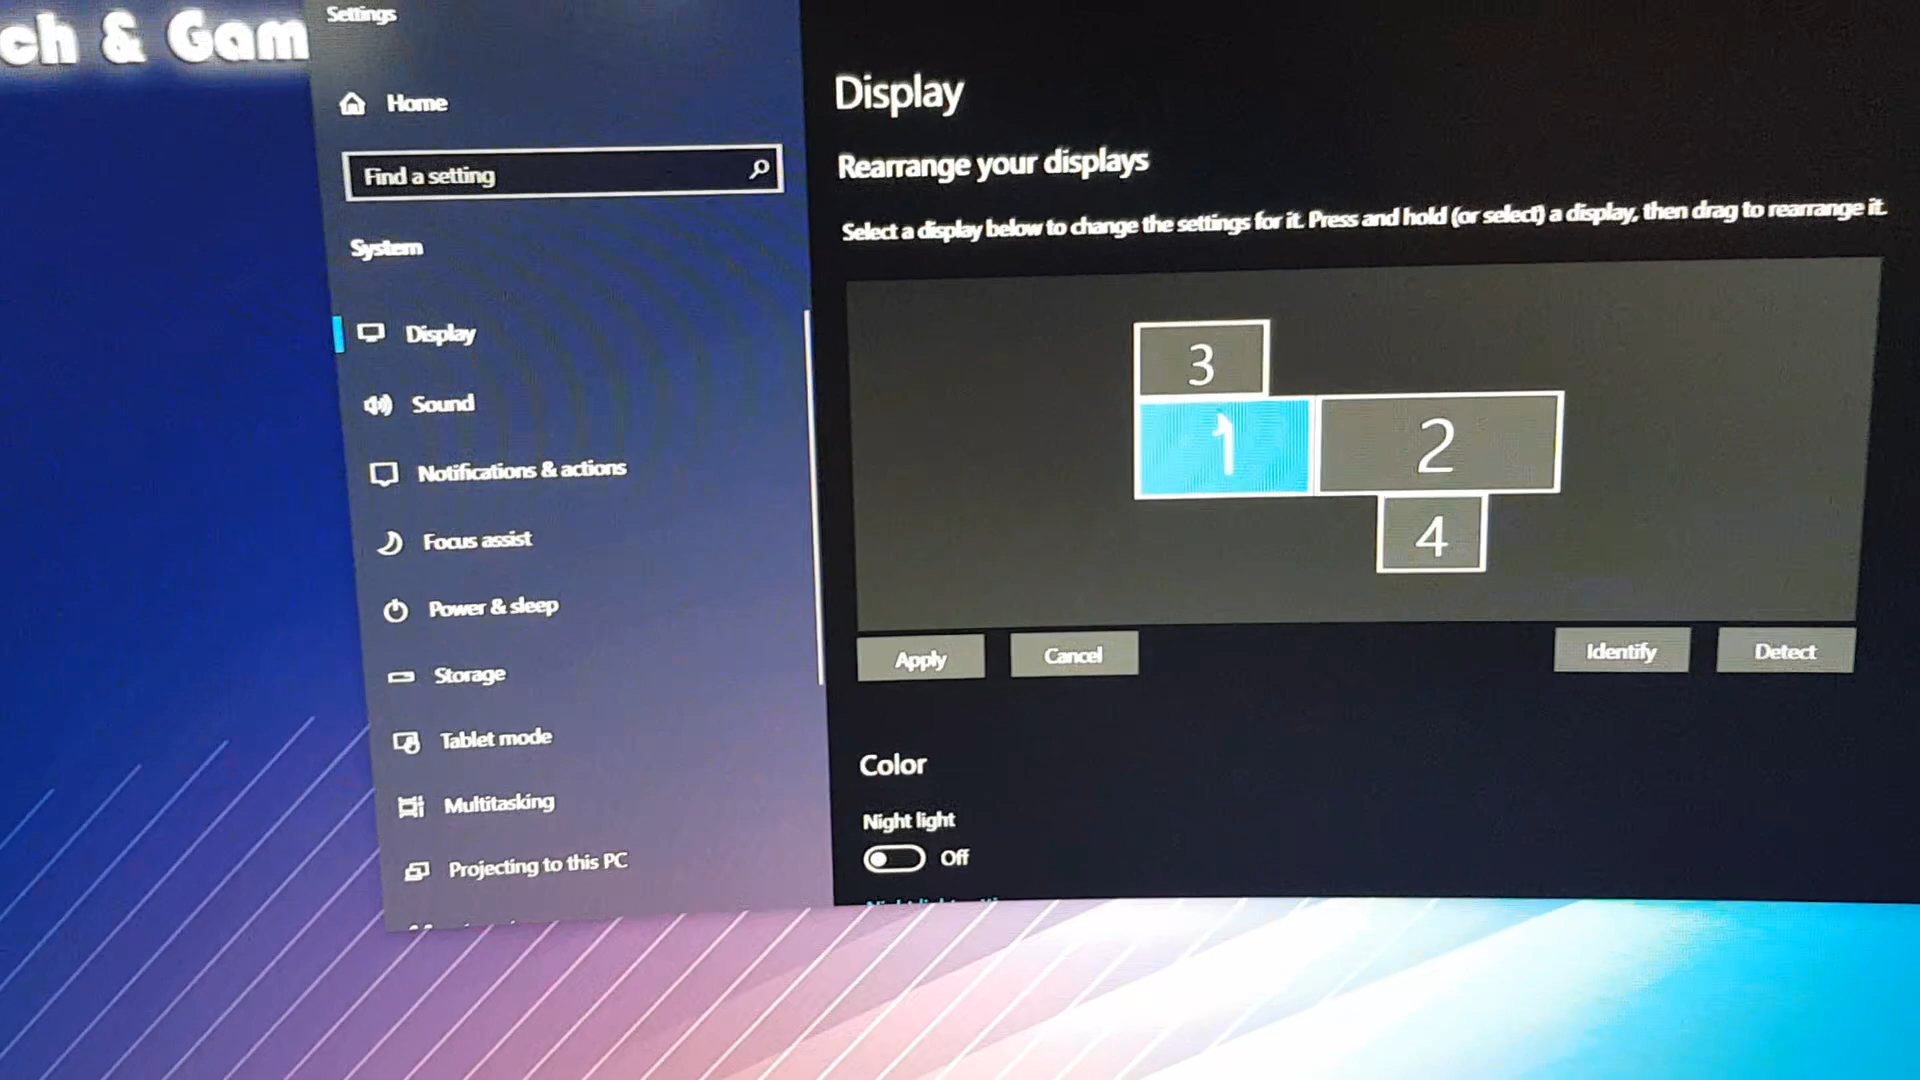 ch & Gam
Settings
Home
Find a setting
System
Display
Sound
Notifications & actions
Focus assist
Power & sleep
Storage
Tablet mode
Multitasking
Projecting to this PC
Display
Rearrange your displays
Select a display below to change the settings for it. Press and hold (or select) a display, then drag to rearrange it.
3
1
2
4
Apply
Cancel
Identify
Detect
Color
Night light
Off